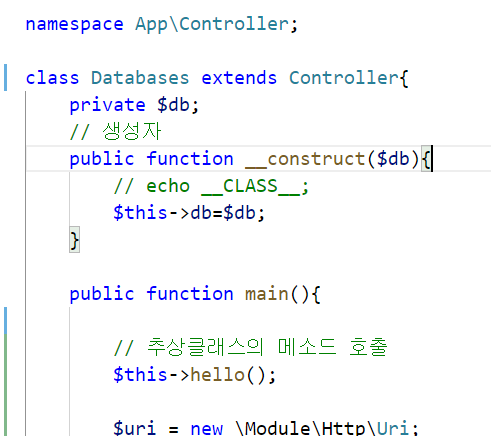 namespace App\Controller;
class Databases extends Controller{
private $db;
// 생성자
public function __construct($db){
// echo __CLASS__;
$this->db=$db;
}
public function main(){
// 추상클래스의 메소드 호출
$this->hello();
$uri = new \Module\Http\Uri;